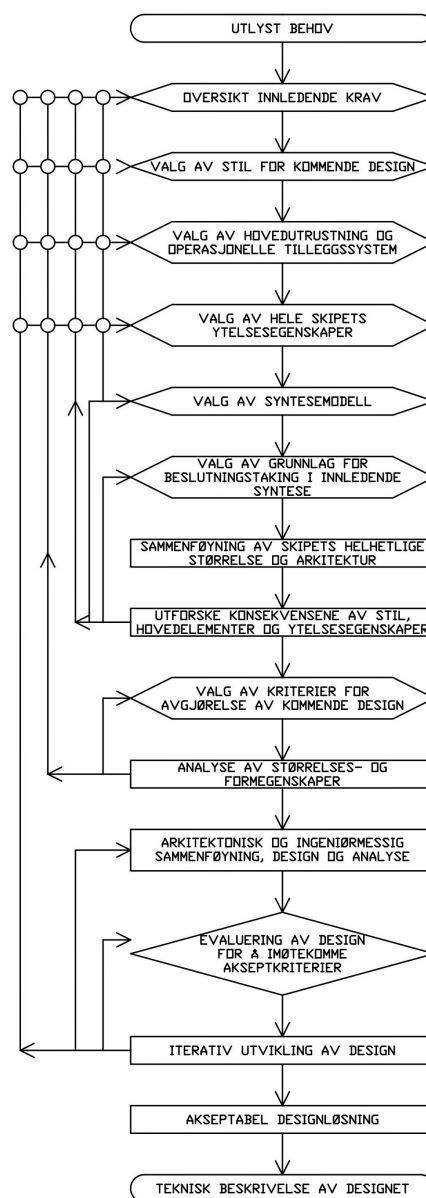 UTLYST BEHOV
OVERSIKT INNLEDENDE KRAV
VALG AV STIL FOR KOMMENDE DESIGN
VALG AV HOVEDUTRUSTNING OG
OPERASJONELLE TILLEGGSSYSTEM
VALG AV HELE SKIPETS
YTELSESEGENSKAPER
VALG AV SYNTESEMODELL
VALG AV GRUNNLAG FOR
BESLUTNINGSTAKING I INNLEDENDE
SYNTESE
SAMMENFØYNING AV SKIPETS HELHETLIGE
STØRRELSE OG ARKITEKTUR
UTFORSKE KONSEKVENSENE AV STIL,
HOVEDELEMENTER OG YTELSESEGENSKAPER
VALG AV KRITERIER FOR
AVGJØRELSE AV KOMMENDE DESIGN
ANALYSE AV STØRRELSES- OG
FORMEGENSKAPER
ARKITEKTONISK OG INGENIØRMESSIG
SAMMENFØYNING, DESIGN OG ANALYSE
EVALUERING AV DESIGN
FOR Å IMØTEKOMME
AKSEPTKRITERIER
ITERATIV UTVIKLING AV DESIGN
AKSEPTABEL DESIGNLØSNING
TEKNISK BESKRIVELSE AV DESIGNET